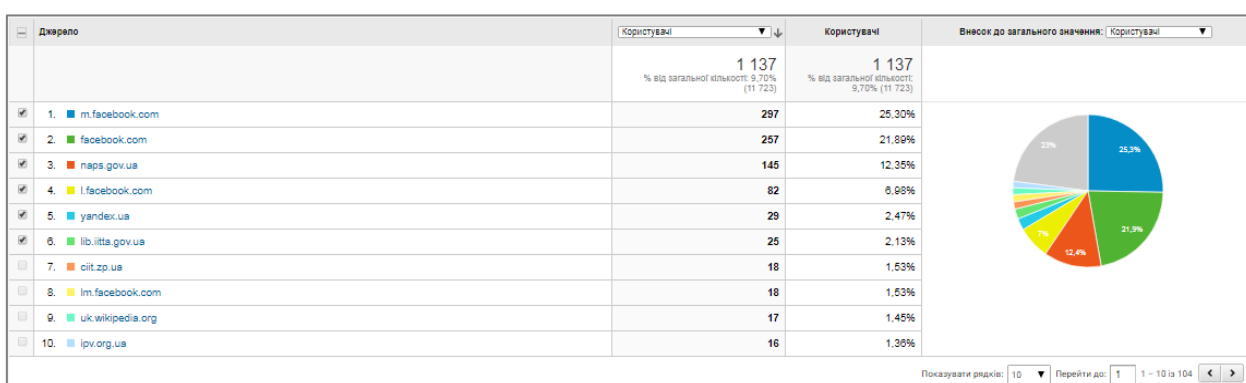 Джерело Користувачі Користувачі Внесок до загального значення: Користувачі
1 137 1 137
% від загальної кількості: 9,70% % від загальної кількості:
(11 723) 9,70% (11 723)
1. m.facebook.com 297 25,30%
2. facebook.com 257 21,89%
3. naps.gov.ua 145 12,35%
4. l.facebook.com 82 6,98%
5. yandex.ua 29 2,47%
6. lib.iitta.gov.ua 25 2,13%
7. ciit.zp.ua 18 1,53%
8. lm.facebook.com 18 1,53%
9. uk.wikipedia.org 17 1,45%
10. ipv.org.ua 16 1,36%
23%
25,3%
21,9%
12,4%
7%
Показувати рядків: 10 Перейти до: 1 1 – 10 із 104